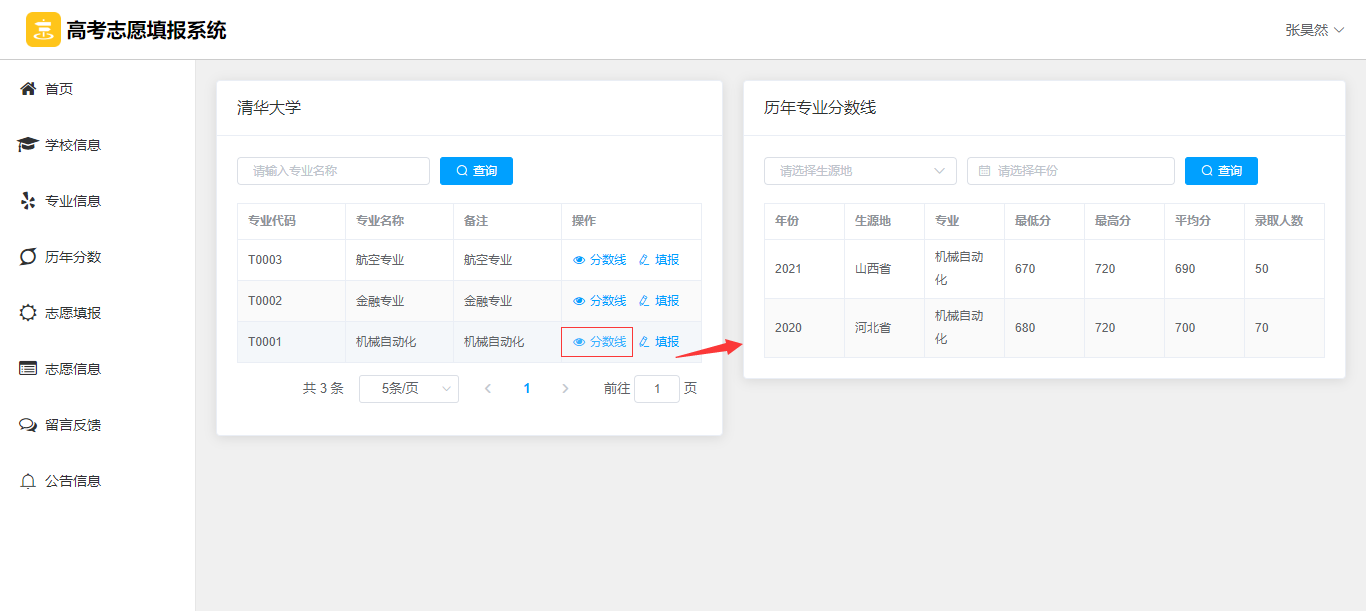 高考志愿填报系统
张昊然
首页
学校信息
专业信息
历年分数
志愿填报
志愿信息
留言反馈
公告信息
清华大学
请输入专业名称 查询
专业代码 专业名称 备注 操作
T0003 航空专业 航空专业 分数线 填报
T0002 金融专业 金融专业 分数线 填报
T0001 机械自动化 机械自动化 分数线 填报
共 3 条 5条/页 1 前往 1 页
历年专业分数线
请选择生源地 请选择年份 查询
年份 生源地 专业 最低分 最高分 平均分 录取人数
2021 山西省 机械自动 670 720 690 50
化
2020 河北省 机械自动 680 720 700 70
化